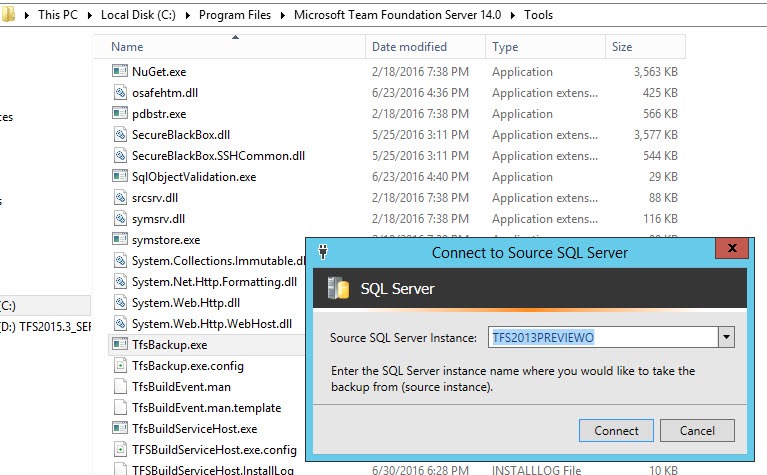 This PC ▸ Local Disk (C:) ▸ Program Files ▸ Microsoft Team Foundation Server 14.0 ▸ Tools
Name Date modified Type Size
NuGet.exe 2/18/2016 7:38 PM Application 3,563 KB
osafehtm.dll 6/23/2016 4:36 PM Application extens... 425 KB
pdbstr.exe 2/18/2016 7:38 PM Application 566 KB
SecureBlackBox.dll 5/25/2016 3:11 PM Application extens... 3,577 KB
SecureBlackBox.SSHCommon.dll 5/25/2016 3:11 PM Application extens... 544 KB
SqlObjectValidation.exe 6/23/2016 4:40 PM Application 29 KB
srcsrv.dll 2/18/2016 7:38 PM Application extens... 88 KB
symsrv.dll 2/18/2016 7:38 PM Application extens... 116 KB
symstore.exe
System.Collections.Immutable.dl
System.Net.Http.Formatting.dll
System.Web.Http.dll
System.Web.Http.WebHost.dll
TfsBackup.exe
TfsBackup.exe.config
TfsBuildEvent.man
TfsBuildEvent.man.template
TFSBuildServiceHost.exe
TFSBuildServiceHost.exe.config
TFSBuildServiceHost.InstallLog 6/30/2016 6:28 PM INSTALLLOG File 10 KB
ces
s
(C:)
(D:) TFS2015.3_SEF
Connect to Source SQL Server
x
SQL Server
Source SQL Server Instance: TFS2013PREVIEWO
Enter the SQL Server instance name where you would like to take the
backup from (source instance).
Connect Cancel